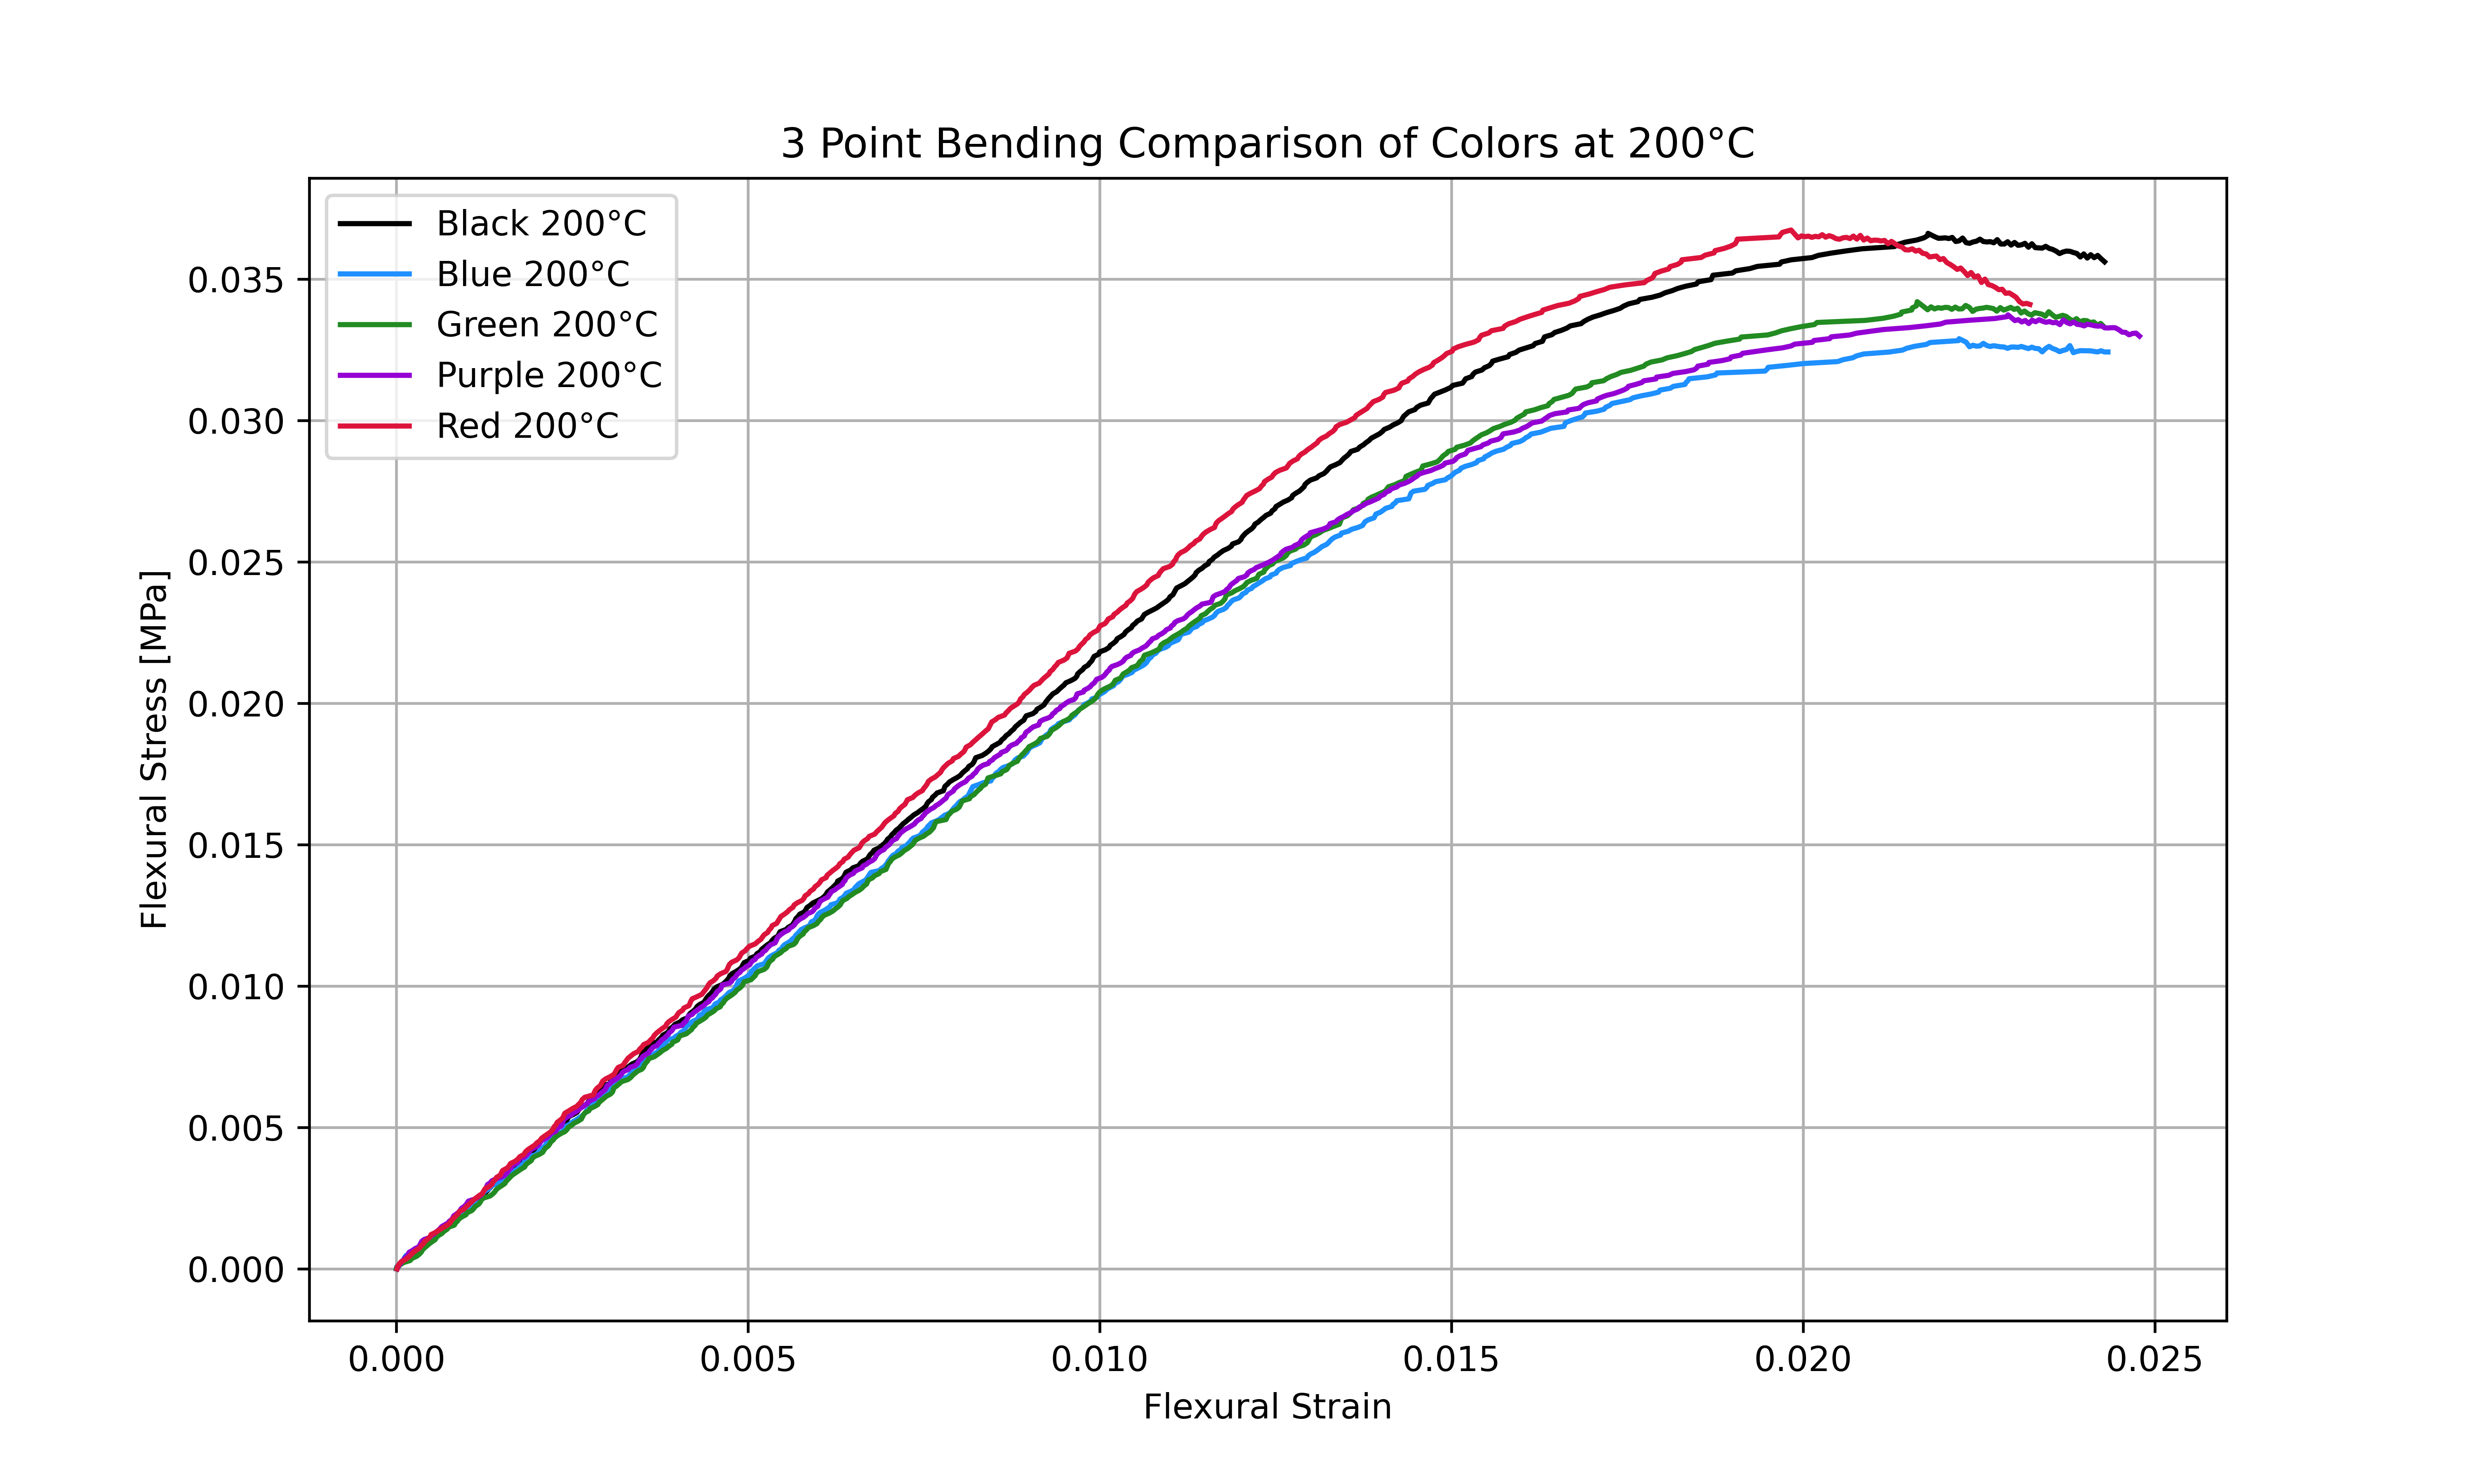 3 Point Bending Comparison of Colors at 200°C
Black 200°C
Blue 200°C
Green 200°C
Purple 200°C
Red 200°C
Flexural Stress [MPa]
0.035
0.030
0.025
0.020
0.015
0.010
0.005
0.000
0.000 0.005 0.010 0.015 0.020 0.025
Flexural Strain